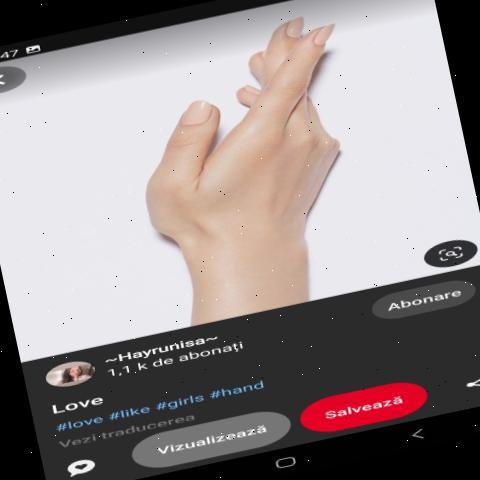 47
~Hayrunisa~
1,1 k de abonați
Abonare
Love
#love #like #girls #hand
Vezi traducerea
Vizualizează
Salvează